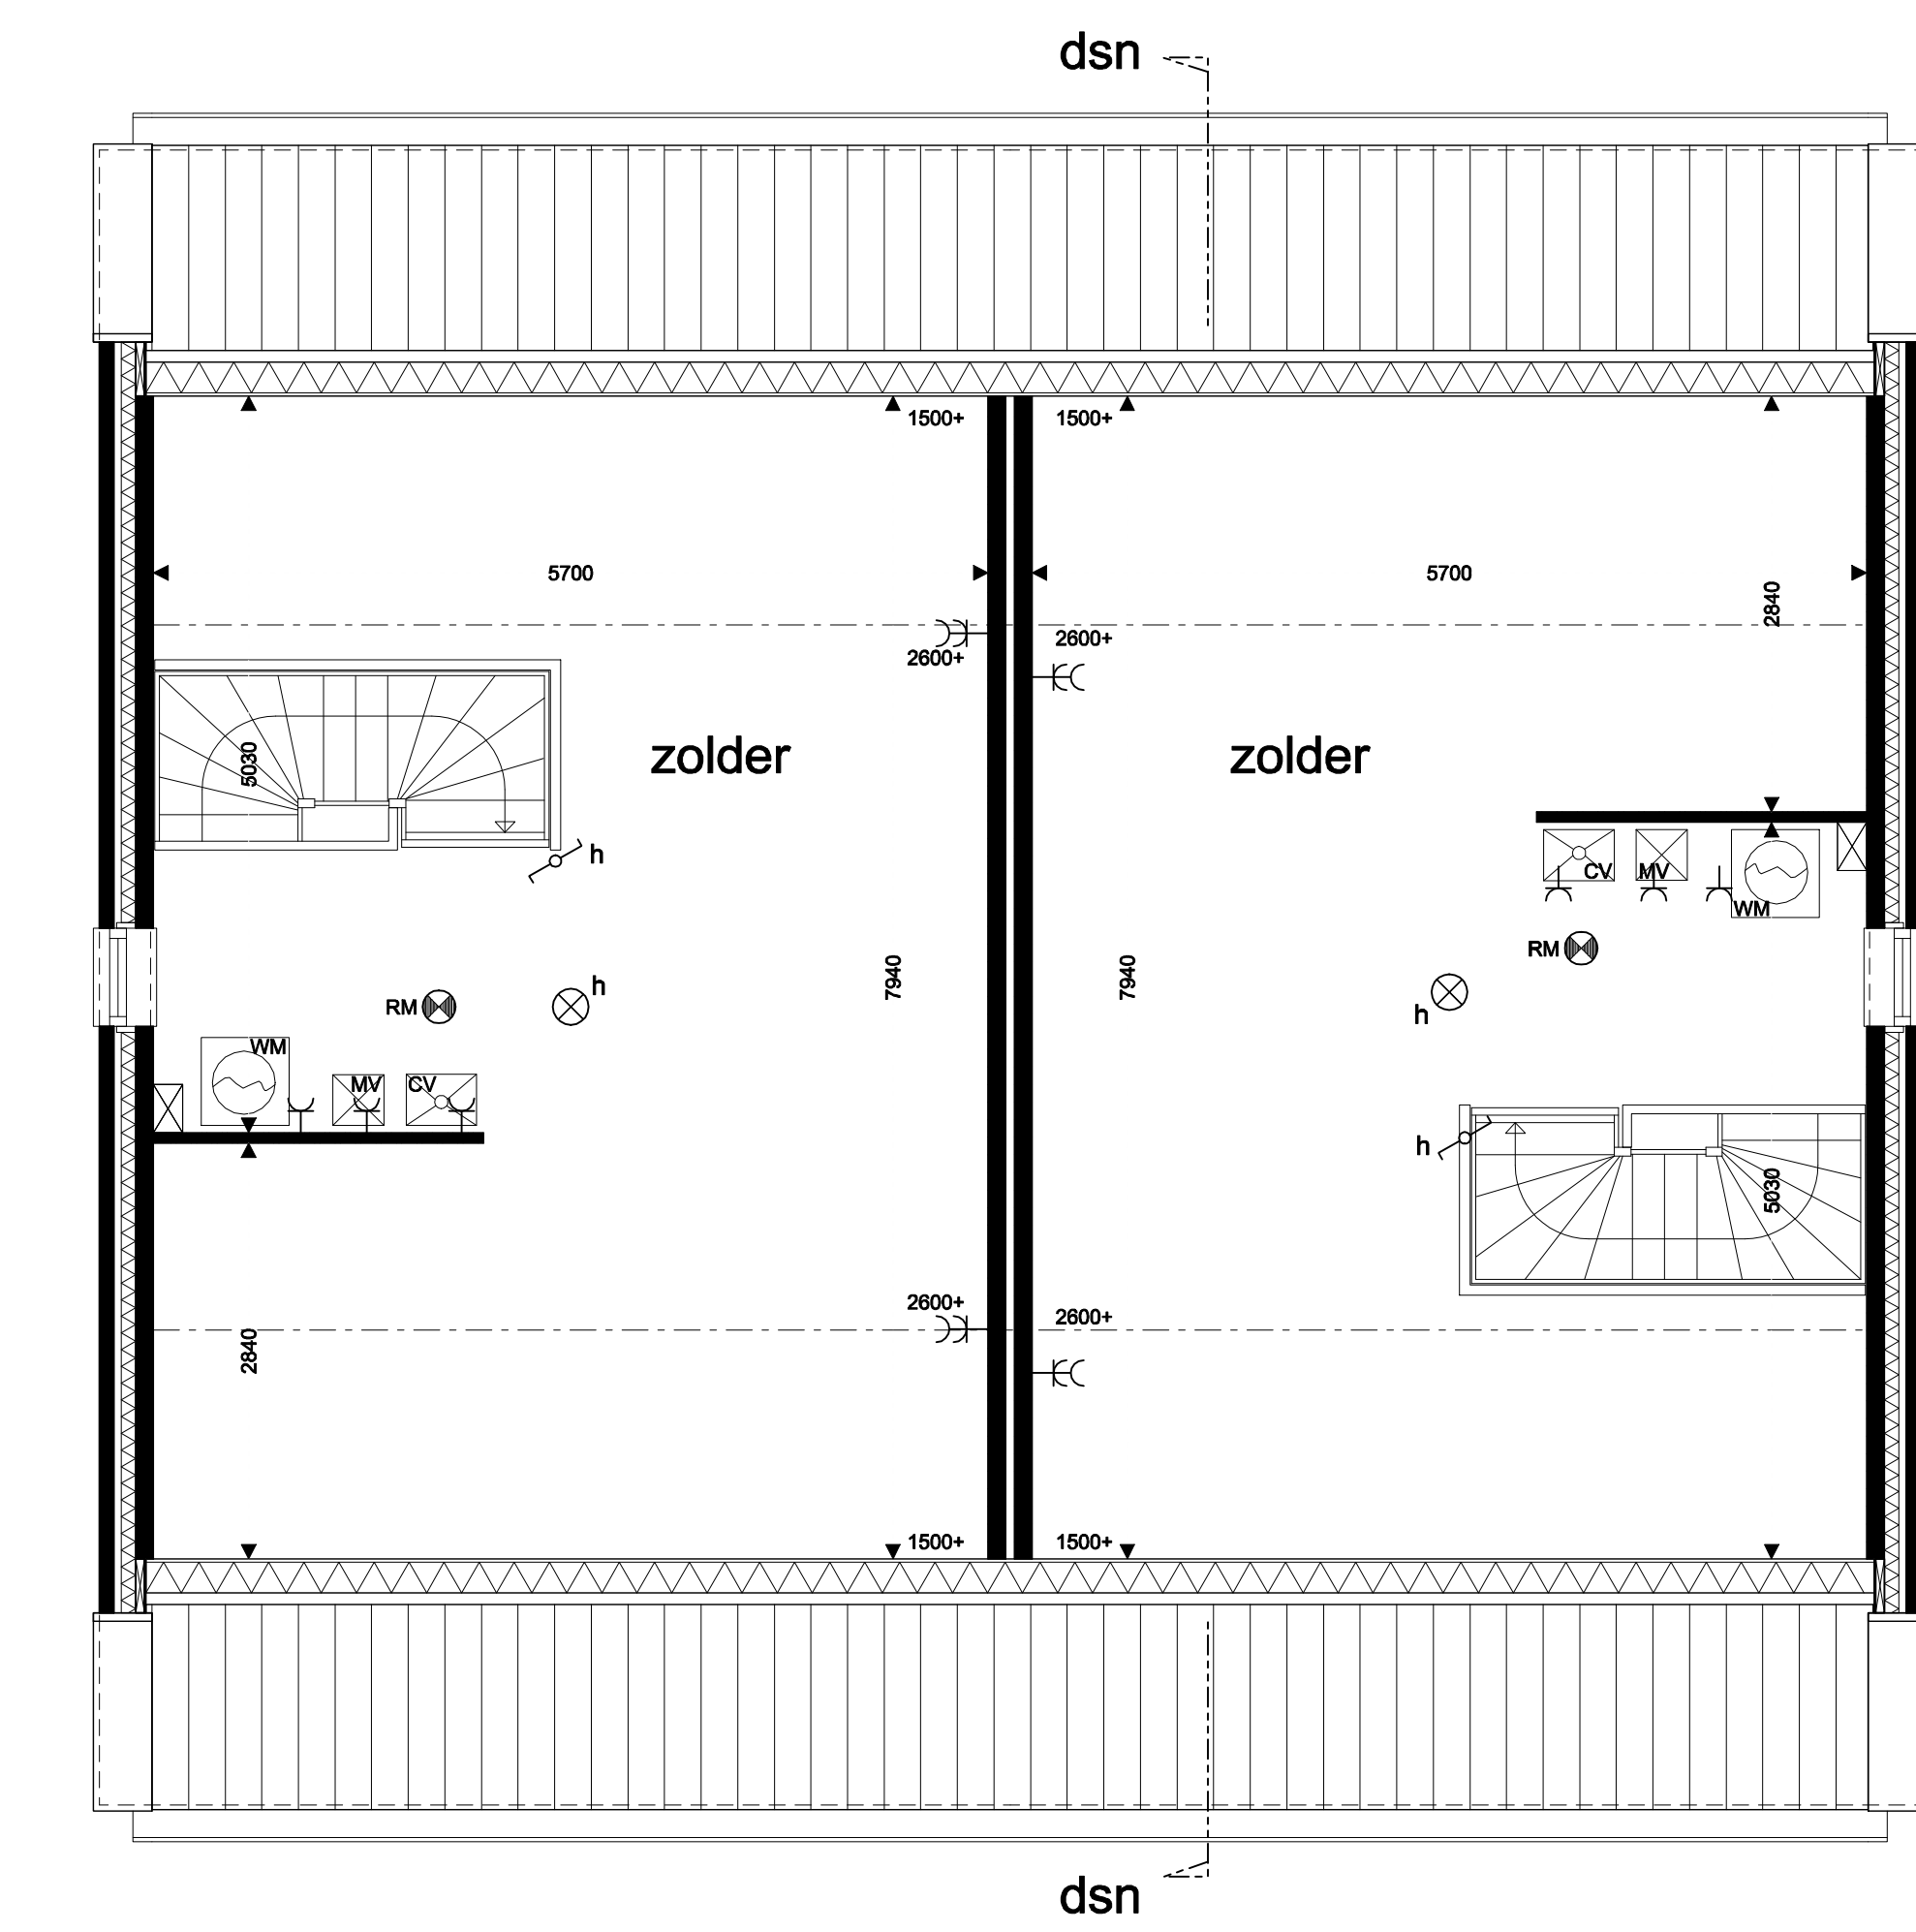 dsn
1500+ 1500+
5700 5700
2840
2600+
2600+
zolder zolder
5030
h
CV MV
WM
RM
7940 7940
h
RM
h
WM
MV CV
h
5030
2600+
2600+
2840
1500+ 1500+
dsn